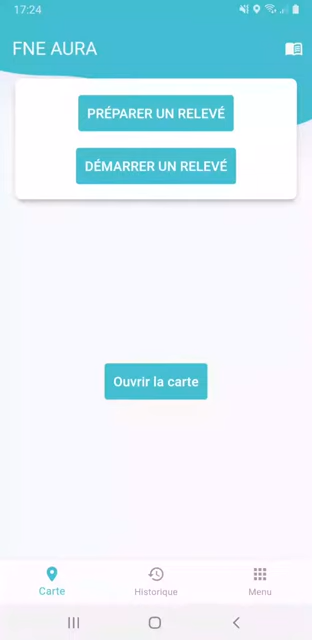 17:24
FNE AURA
PRÉPARER UN RELEVÉ
DÉMARRER UN RELEVÉ
Ouvrir la carte
Carte
Historique
Menu